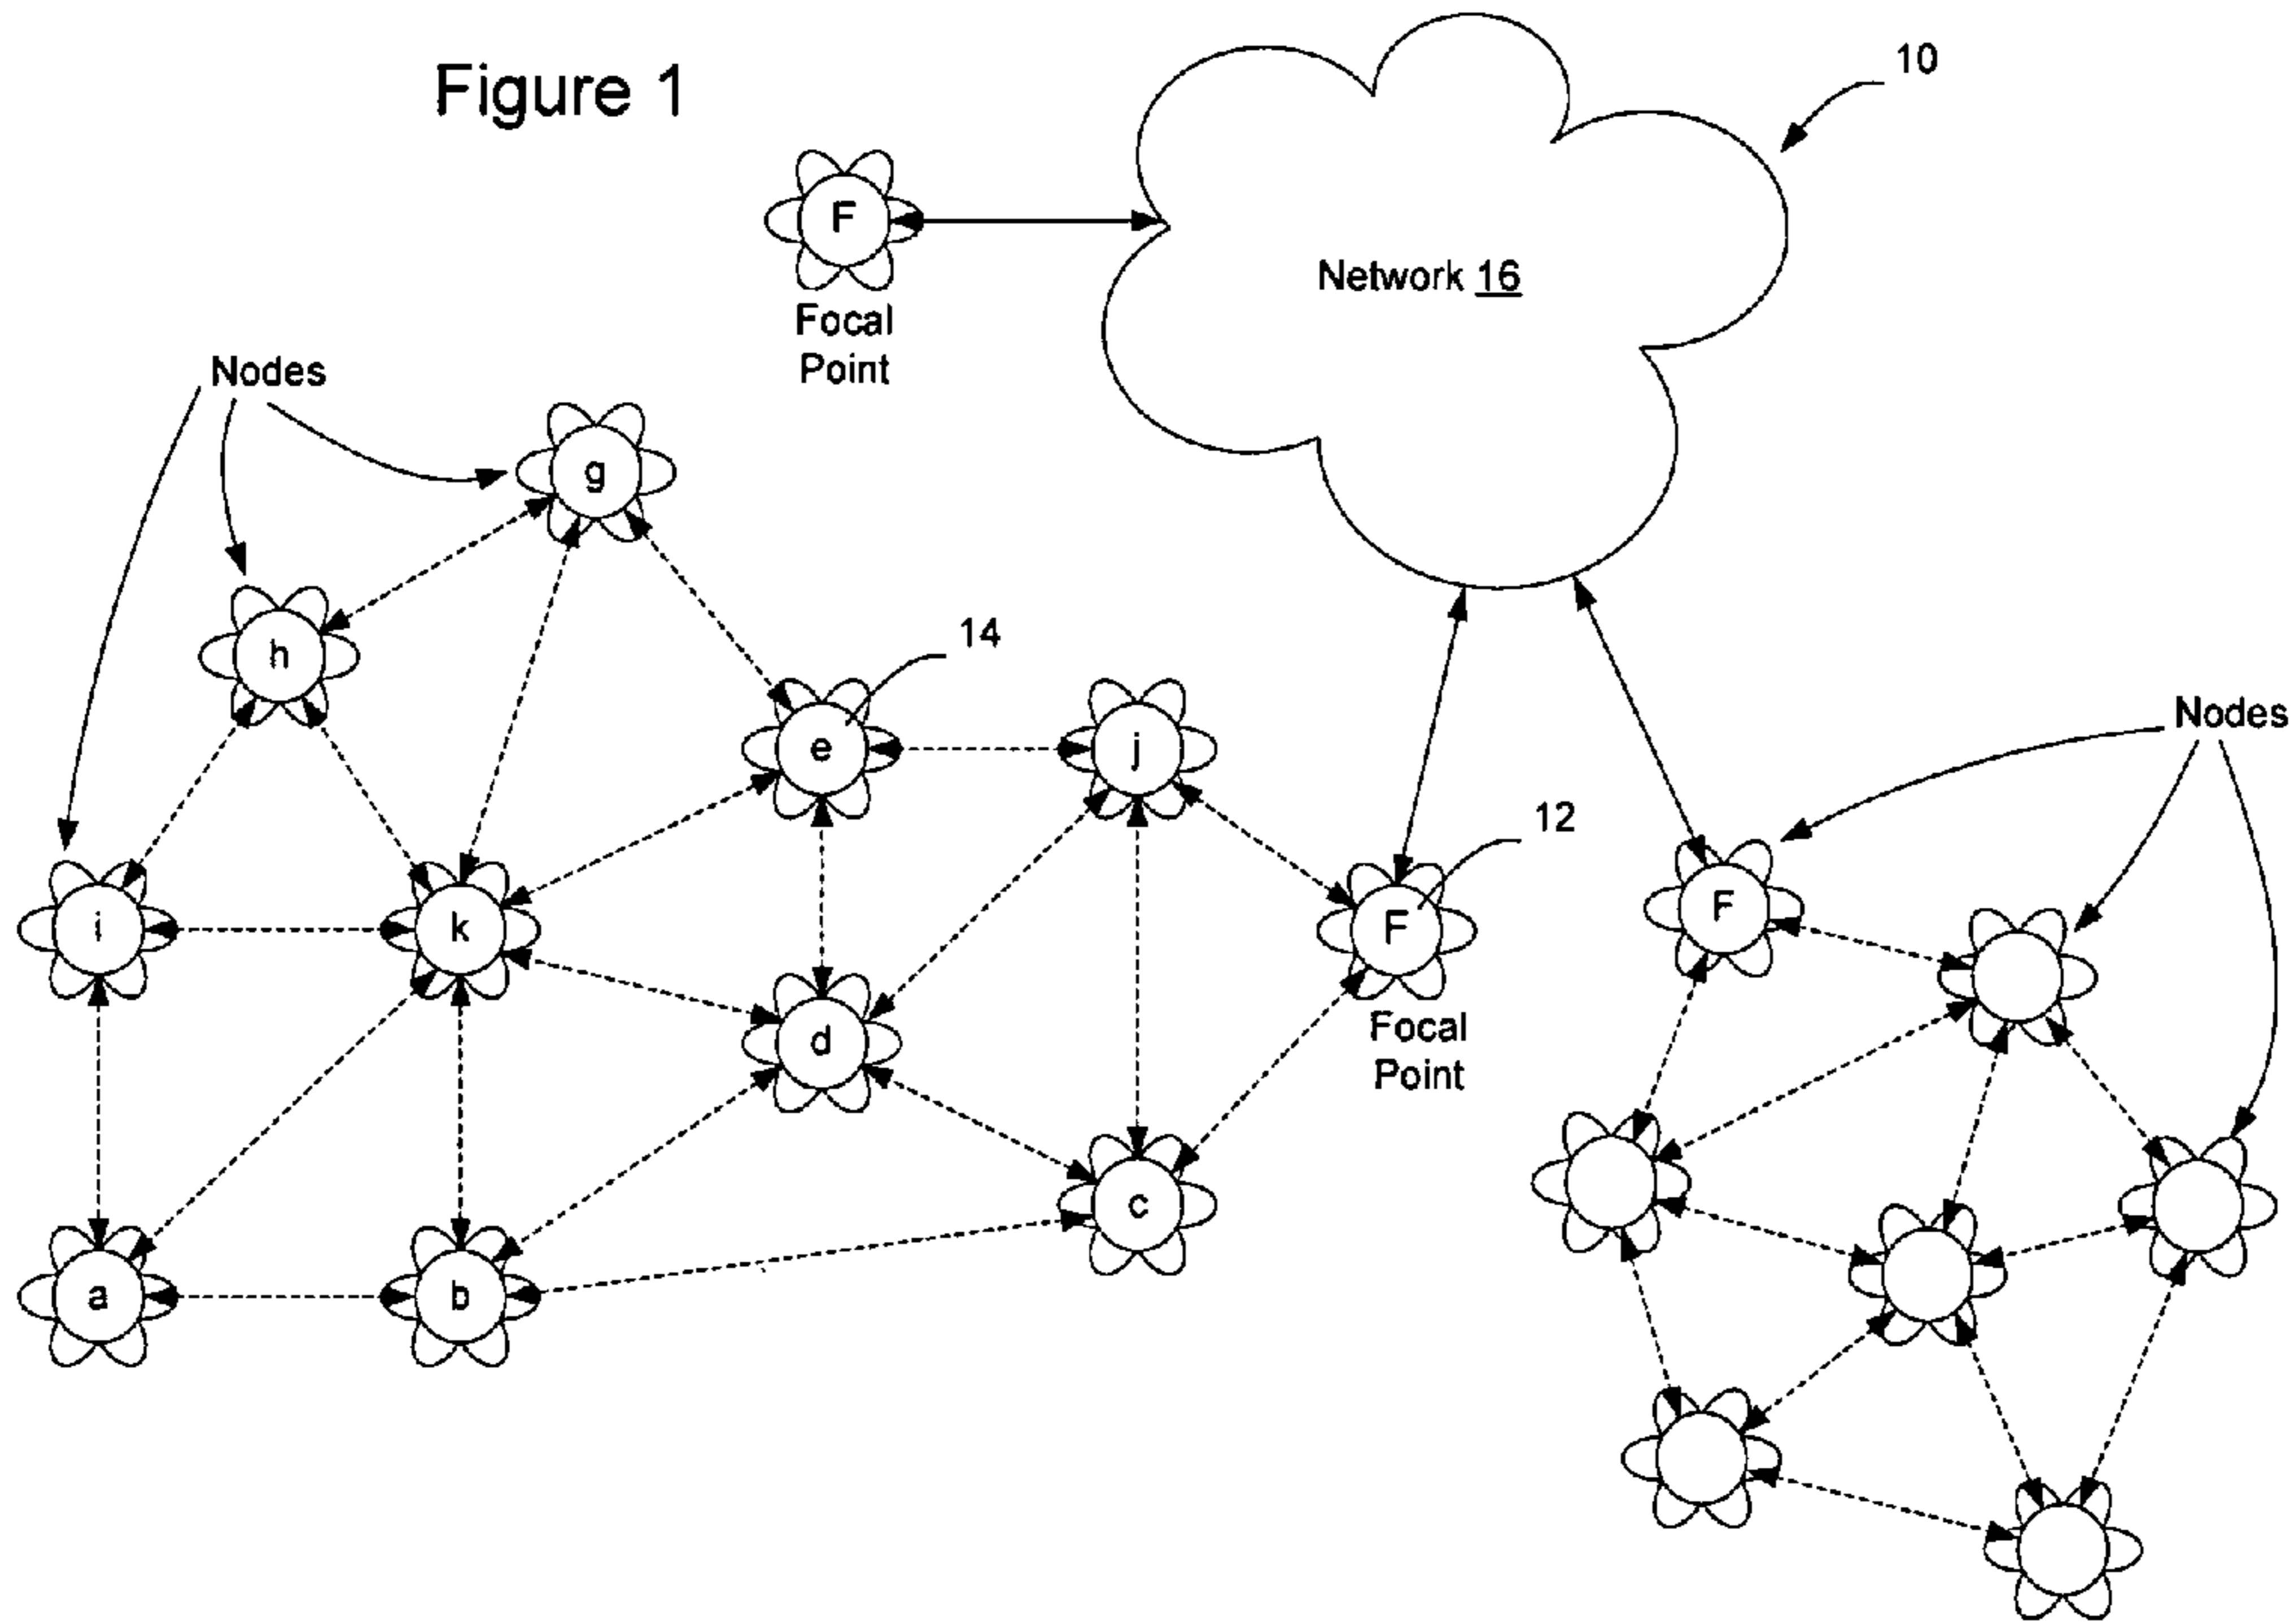 Figure 1
10
F
Network 16
Focal
Point
Nodes
g
h
14
e
j
Nodes
12
i
k
F
F
d
Focal
Point
c
a
b